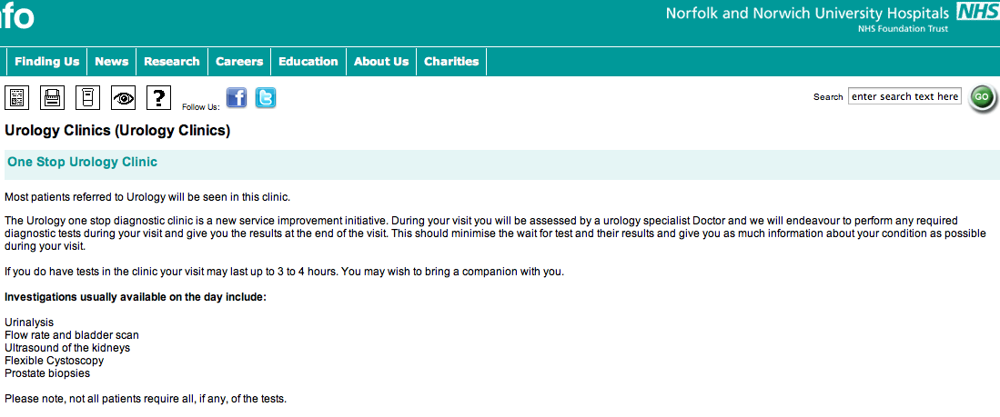 fo
Norfolk and Norwich University Hospitals NHS
NHS Foundation Trust
Finding Us News Research Careers Education About Us Charities
? Follow Us: f t Search enter search text here GO
Urology Clinics (Urology Clinics)
One Stop Urology Clinic
Most patients referred to Urology will be seen in this clinic.
The Urology one stop diagnostic clinic is a new service improvement initiative. During your visit you will be assessed by a urology specialist Doctor and we will endeavour to perform any required
diagnostic tests during your visit and give you the results at the end of the visit. This should minimise the wait for test and their results and give you as much information about your condition as possible
during your visit.
If you do have tests in the clinic your visit may last up to 3 to 4 hours. You may wish to bring a companion with you.
Investigations usually available on the day include:
Urinalysis
Flow rate and bladder scan
Ultrasound of the kidneys
Flexible Cystoscopy
Prostate biopsies
Please note, not all patients require all, if any, of the tests.